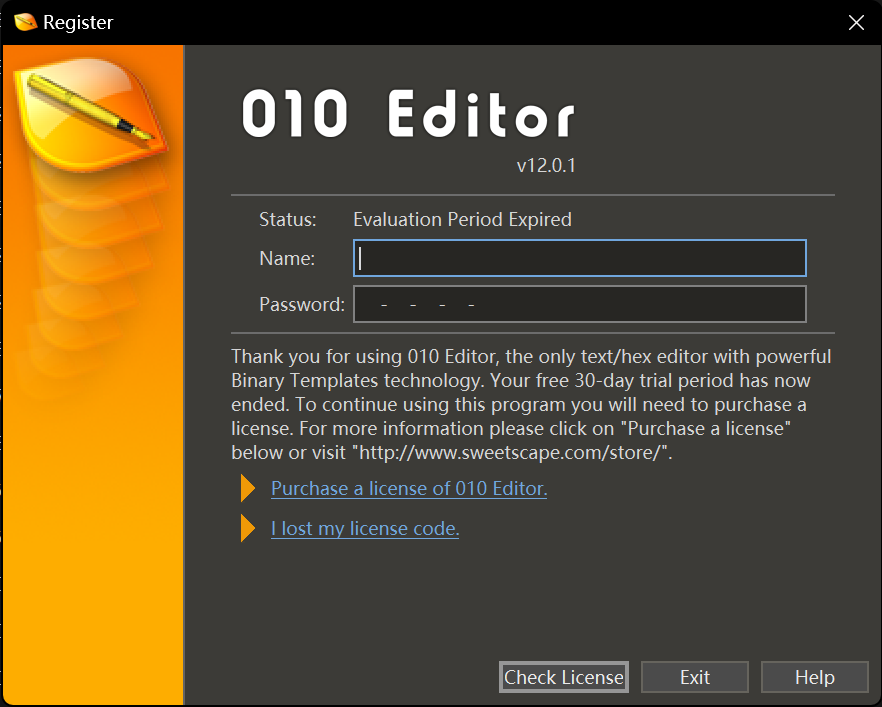 Register
010 Editor
v12.0.1
Status: Evaluation Period Expired
Name:
Password: - - - -
Thank you for using 010 Editor, the only text/hex editor with powerful
Binary Templates technology. Your free 30-day trial period has now
ended. To continue using this program you will need to purchase a
license. For more information please click on "Purchase a license"
below or visit "http://www.sweetscape.com/store/".
Purchase a license of 010 Editor.
I lost my license code.
Check License Exit Help